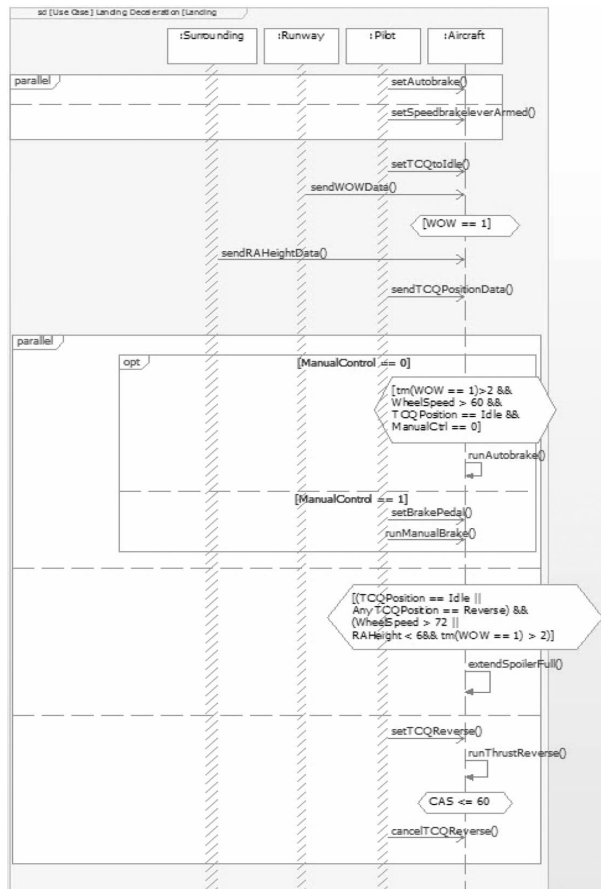 sd [Use Case] Landing Deceleration [Landing
:Surrounding
:Runway
:Pilot
:Aircraft
parallel
setAutobrake()
setSpeedbrakeleverArmed()
setTCQtoIdle()
sendWOWData()
[WOW == 1]
sendRAHeightData()
sendTCQPositionData()
parallel
opt
[ManualControl == 0]
[tm(WOW == 1)>2 &&
WheelSpeed > 60 &&
TCQPosition == Idle &&
ManualCtrl == 0]
runAutobrake()
[ManualControl == 1]
setBrakePedal()
runManualBrake()
[(TCQPosition == Idle ||
Any TCQPosition == Reverse) &&
(WheelSpeed > 72 ||
RAHeight < 6&& tm(WOW == 1) > 2)]
extendSpoilerFull()
setTCQReverse()
runThrustReverse()
CAS <= 60
cancelTCQReverse()